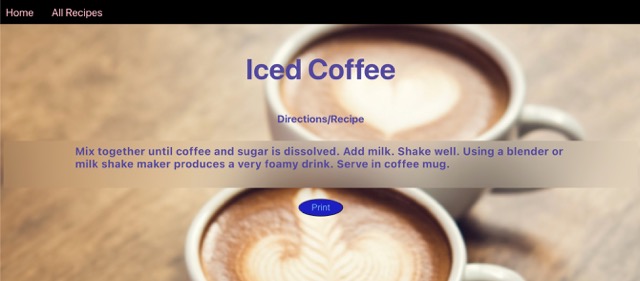 Home All Recipes
Iced Coffee
Directions/Recipe
Mix together until coffee and sugar is dissolved. Add milk. Shake well. Using a blender or
milk shake maker produces a very foamy drink. Serve in coffee mug.
Print